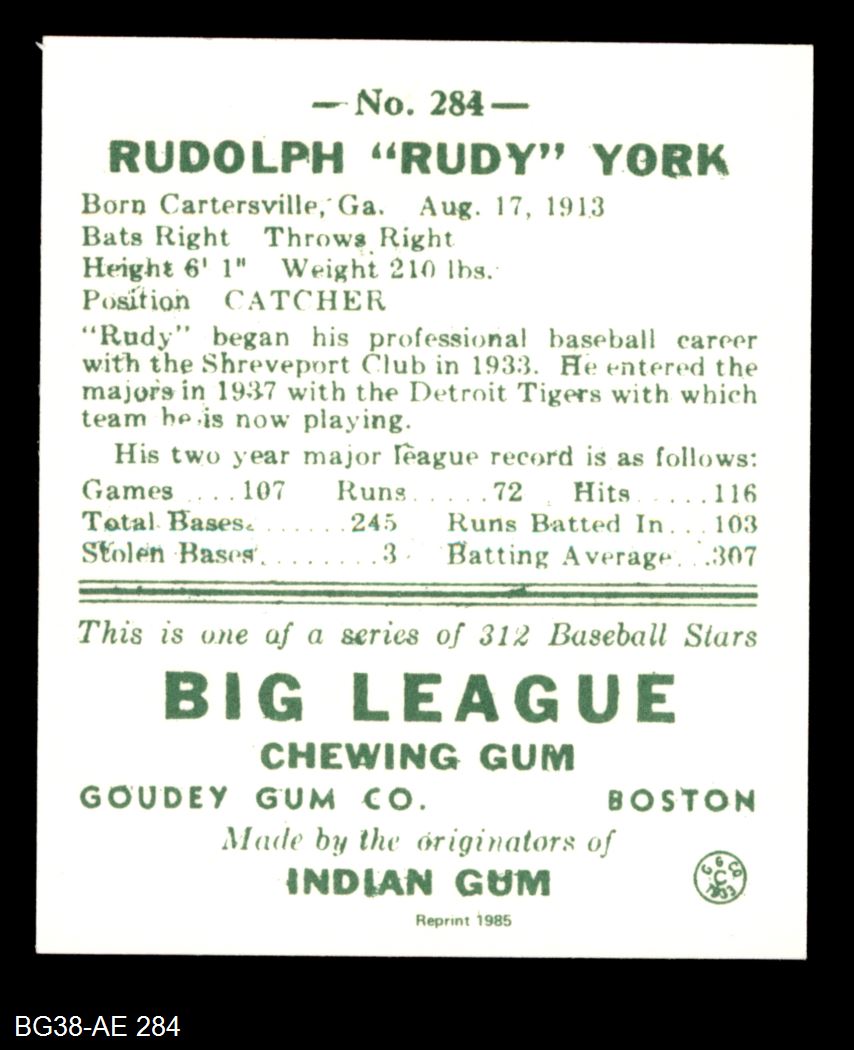 — No. 284 —
RUDOLPH "RUDY" YORK
Born Cartersville, Ga. Aug. 17, 1913
Bats Right Throws Right
Height 6' 1" Weight 210 lbs.
Position CATCHER
"Rudy" began his professional baseball career
with the Shreveport Club in 1933. He entered the
majors in 1937 with the Detroit Tigers with which
team he is now playing.
His two year major league record is as follows:
Games ....107 Runs......72 Hits......116
Total Bases........245 Runs Batted In...103
Stolen Bases.........3 Batting Average...307
This is one of a series of 312 Baseball Stars
BIG LEAGUE
CHEWING GUM
GOUDEY GUM CO. BOSTON
Made by the originators of
INDIAN GUM
G G CO
C
1933
Reprint 1985
BG38-AE 284